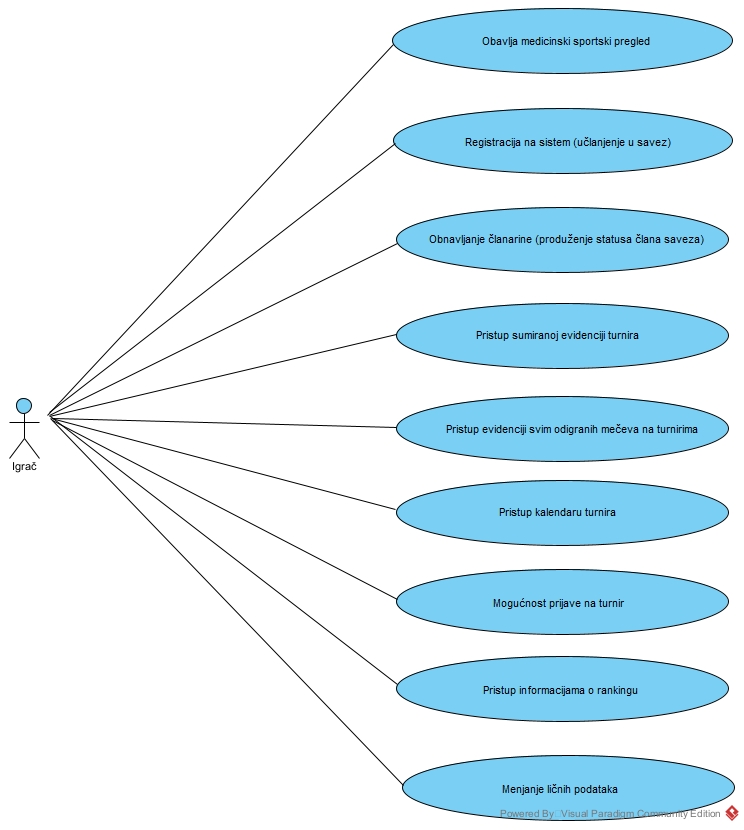 Obavlja medicinski sportski pregled
Registracija na sistem (učlanjenje u savez)
Obnavljanje članarine (produženje statusa člana saveza)
Pristup sumiranoj evidenciji turnira
Igrač
Pristup evidenciji svim odigranih mečeva na turnirima
Pristup kalendaru turnira
Mogućnost prijave na turnir
Pristup informacijama o rankingu
Menjanje ličnih podataka
Powered By Visual Paradigm Community Edition